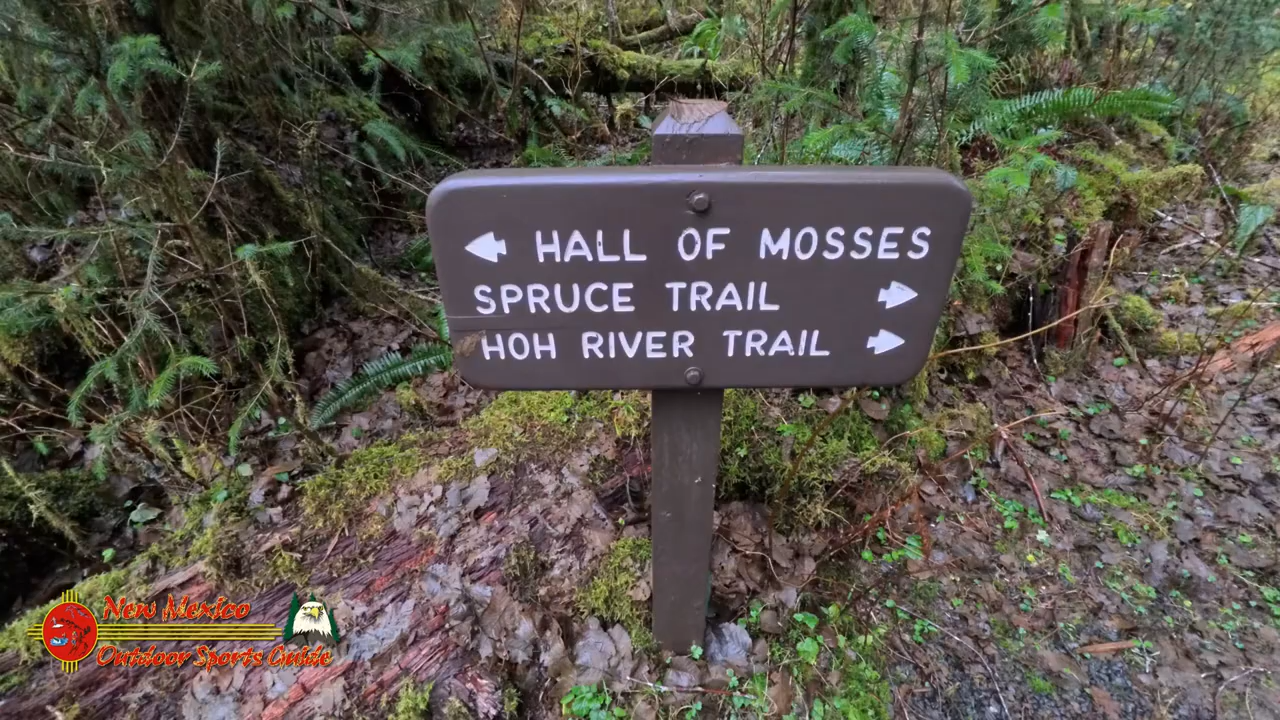 HALL OF MOSSES
SPRUCE TRAIL
HOH RIVER TRAIL
New Mexico
Outdoor Sports Guide